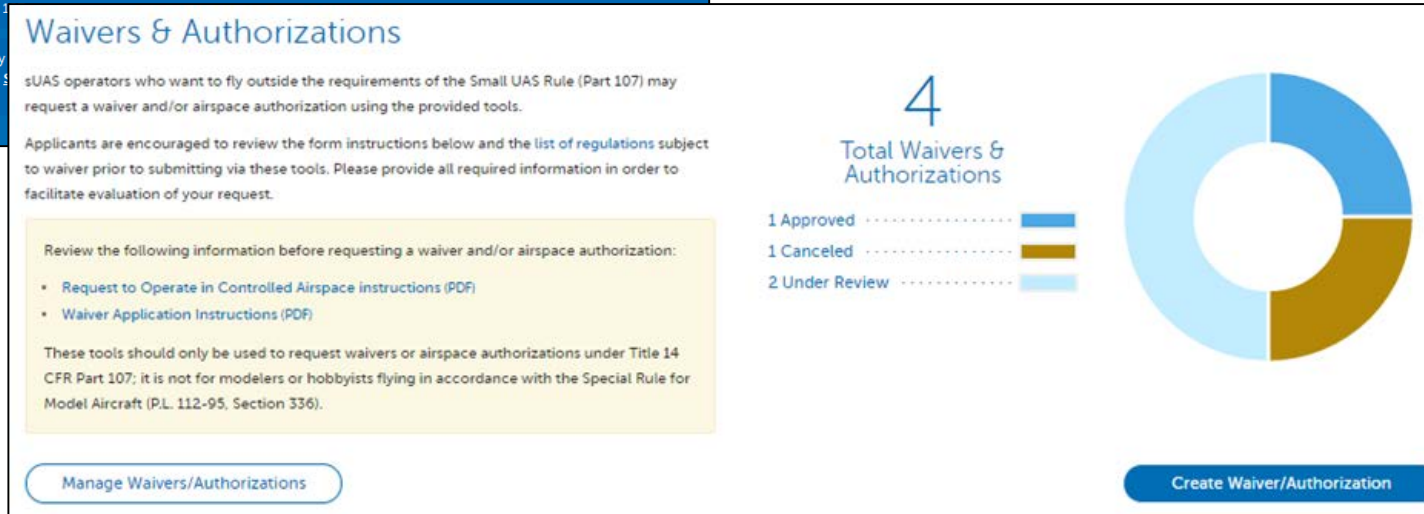 1
y
S
Waivers & Authorizations
sUAS operators who want to fly outside the requirements of the Small UAS Rule (Part 107) may
request a waiver and/or airspace authorization using the provided tools.
Applicants are encouraged to review the form instructions below and the list of regulations subject
to waiver prior to submitting via these tools. Please provide all required information in order to
facilitate evaluation of your request.
Review the following information before requesting a waiver and/or airspace authorization:
• Request to Operate in Controlled Airspace instructions (PDF)
• Waiver Application Instructions (PDF)
These tools should only be used to request waivers or airspace authorizations under Title 14
CFR Part 107; it is not for modelers or hobbyists flying in accordance with the Special Rule for
Model Aircraft (P.L. 112-95, Section 336).
Manage Waivers/Authorizations
4
Total Waivers &
Authorizations
1 Approved
1 Canceled
2 Under Review
Create Waiver/Authorization